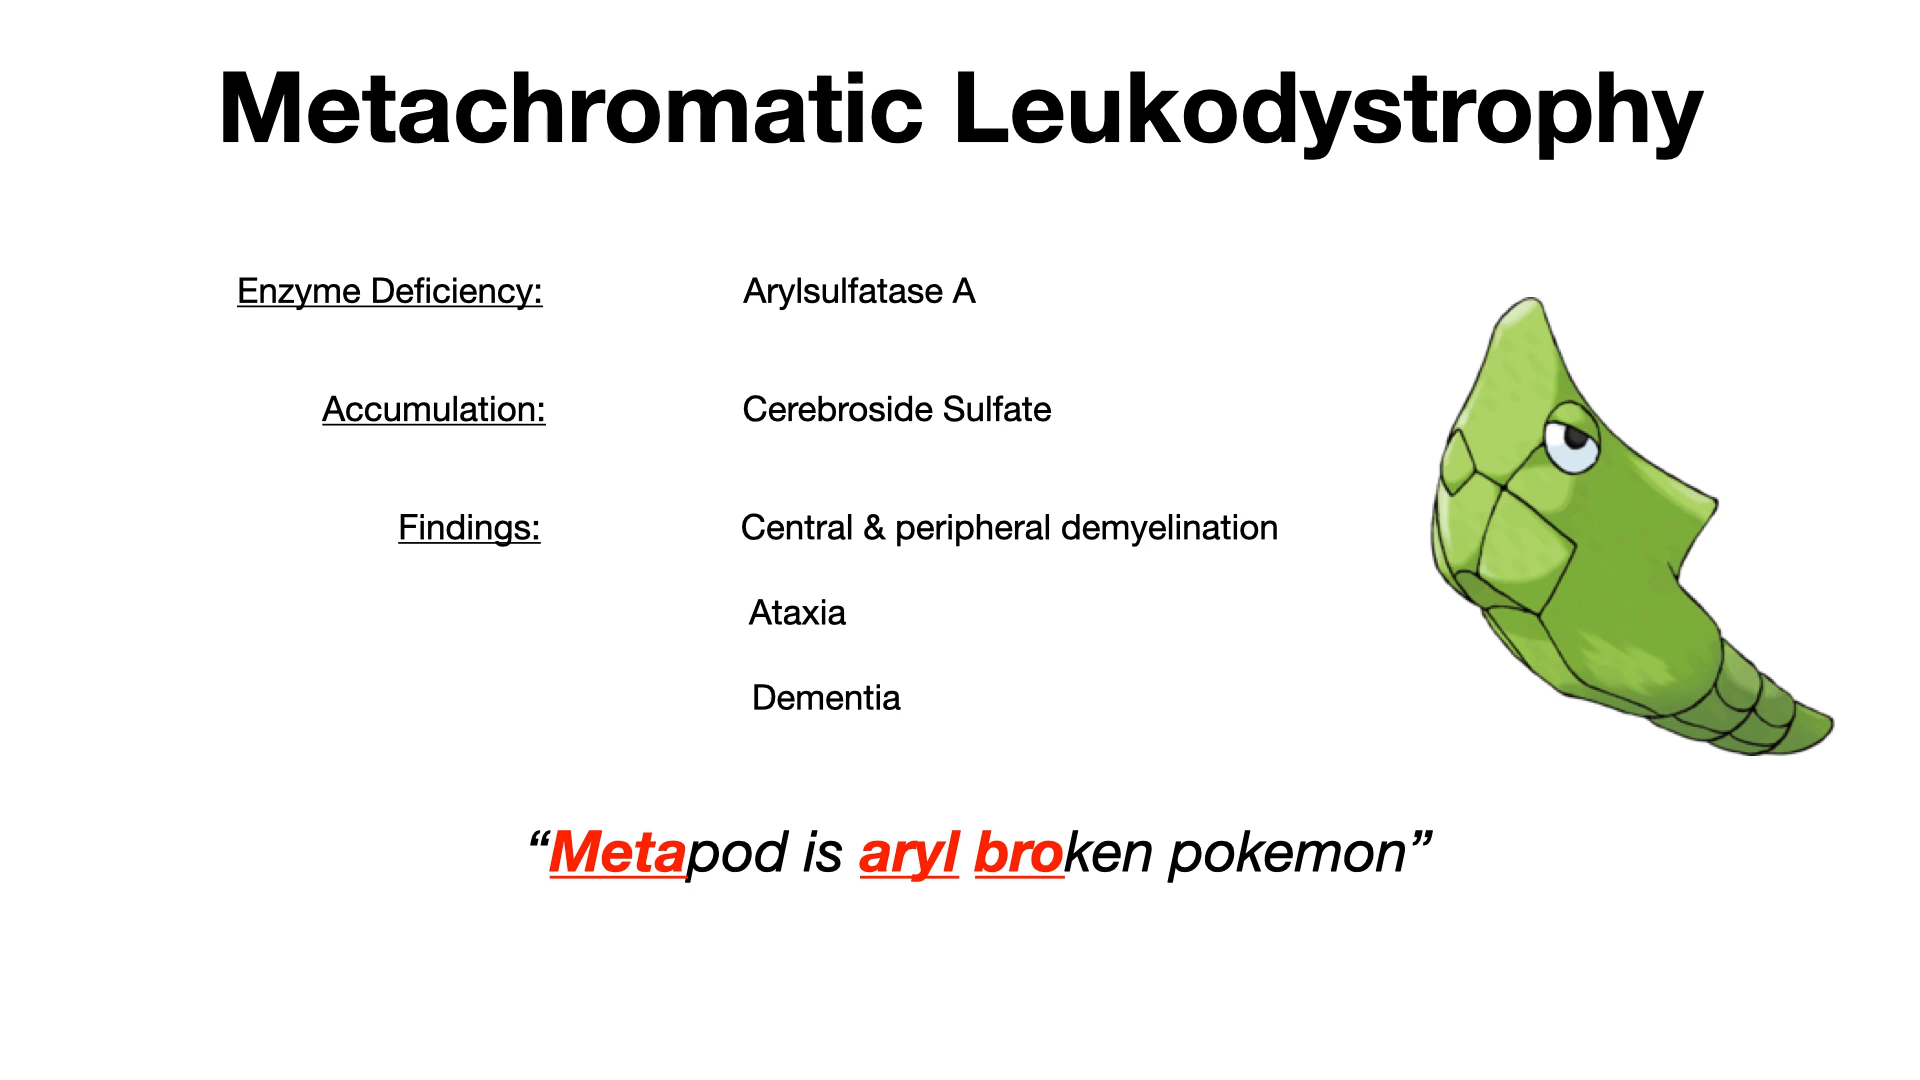 Metachromatic Leukodystrophy
Enzyme Deficiency: Arylsulfatase A
Accumulation: Cerebroside Sulfate
Findings: Central & peripheral demyelination
Ataxia
Dementia
“Metapod is aryl broken pokemon”